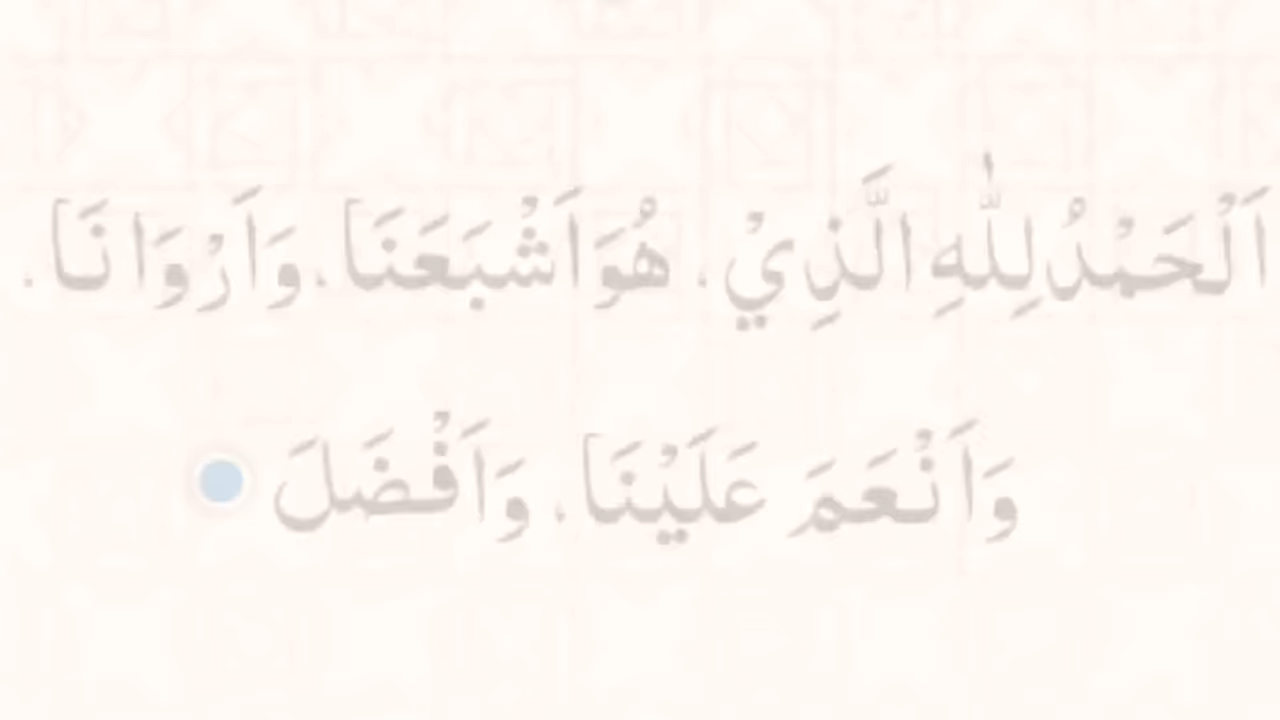 اَلْحَمْدُ لِلّٰهِ الَّذِيْ. هُوَ اَشْبَعَنَا. وَاَرْوَانَا.
وَاَنْعَمَ عَلَيْنَا. وَاَفْضَلَ